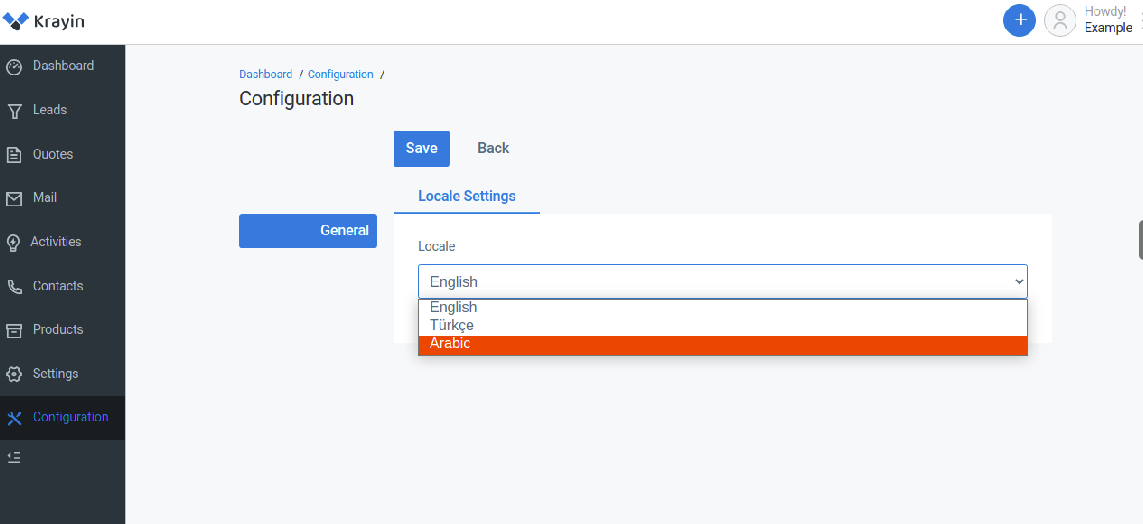 Krayin
Howdy!
Example
Dashboard
Leads
Quotes
Mail
Activities
Contacts
Products
Settings
Configuration
Dashboard / Configuration /
Configuration
Save Back
Locale Settings
General
Locale
English
English
Türkçe
Arabic